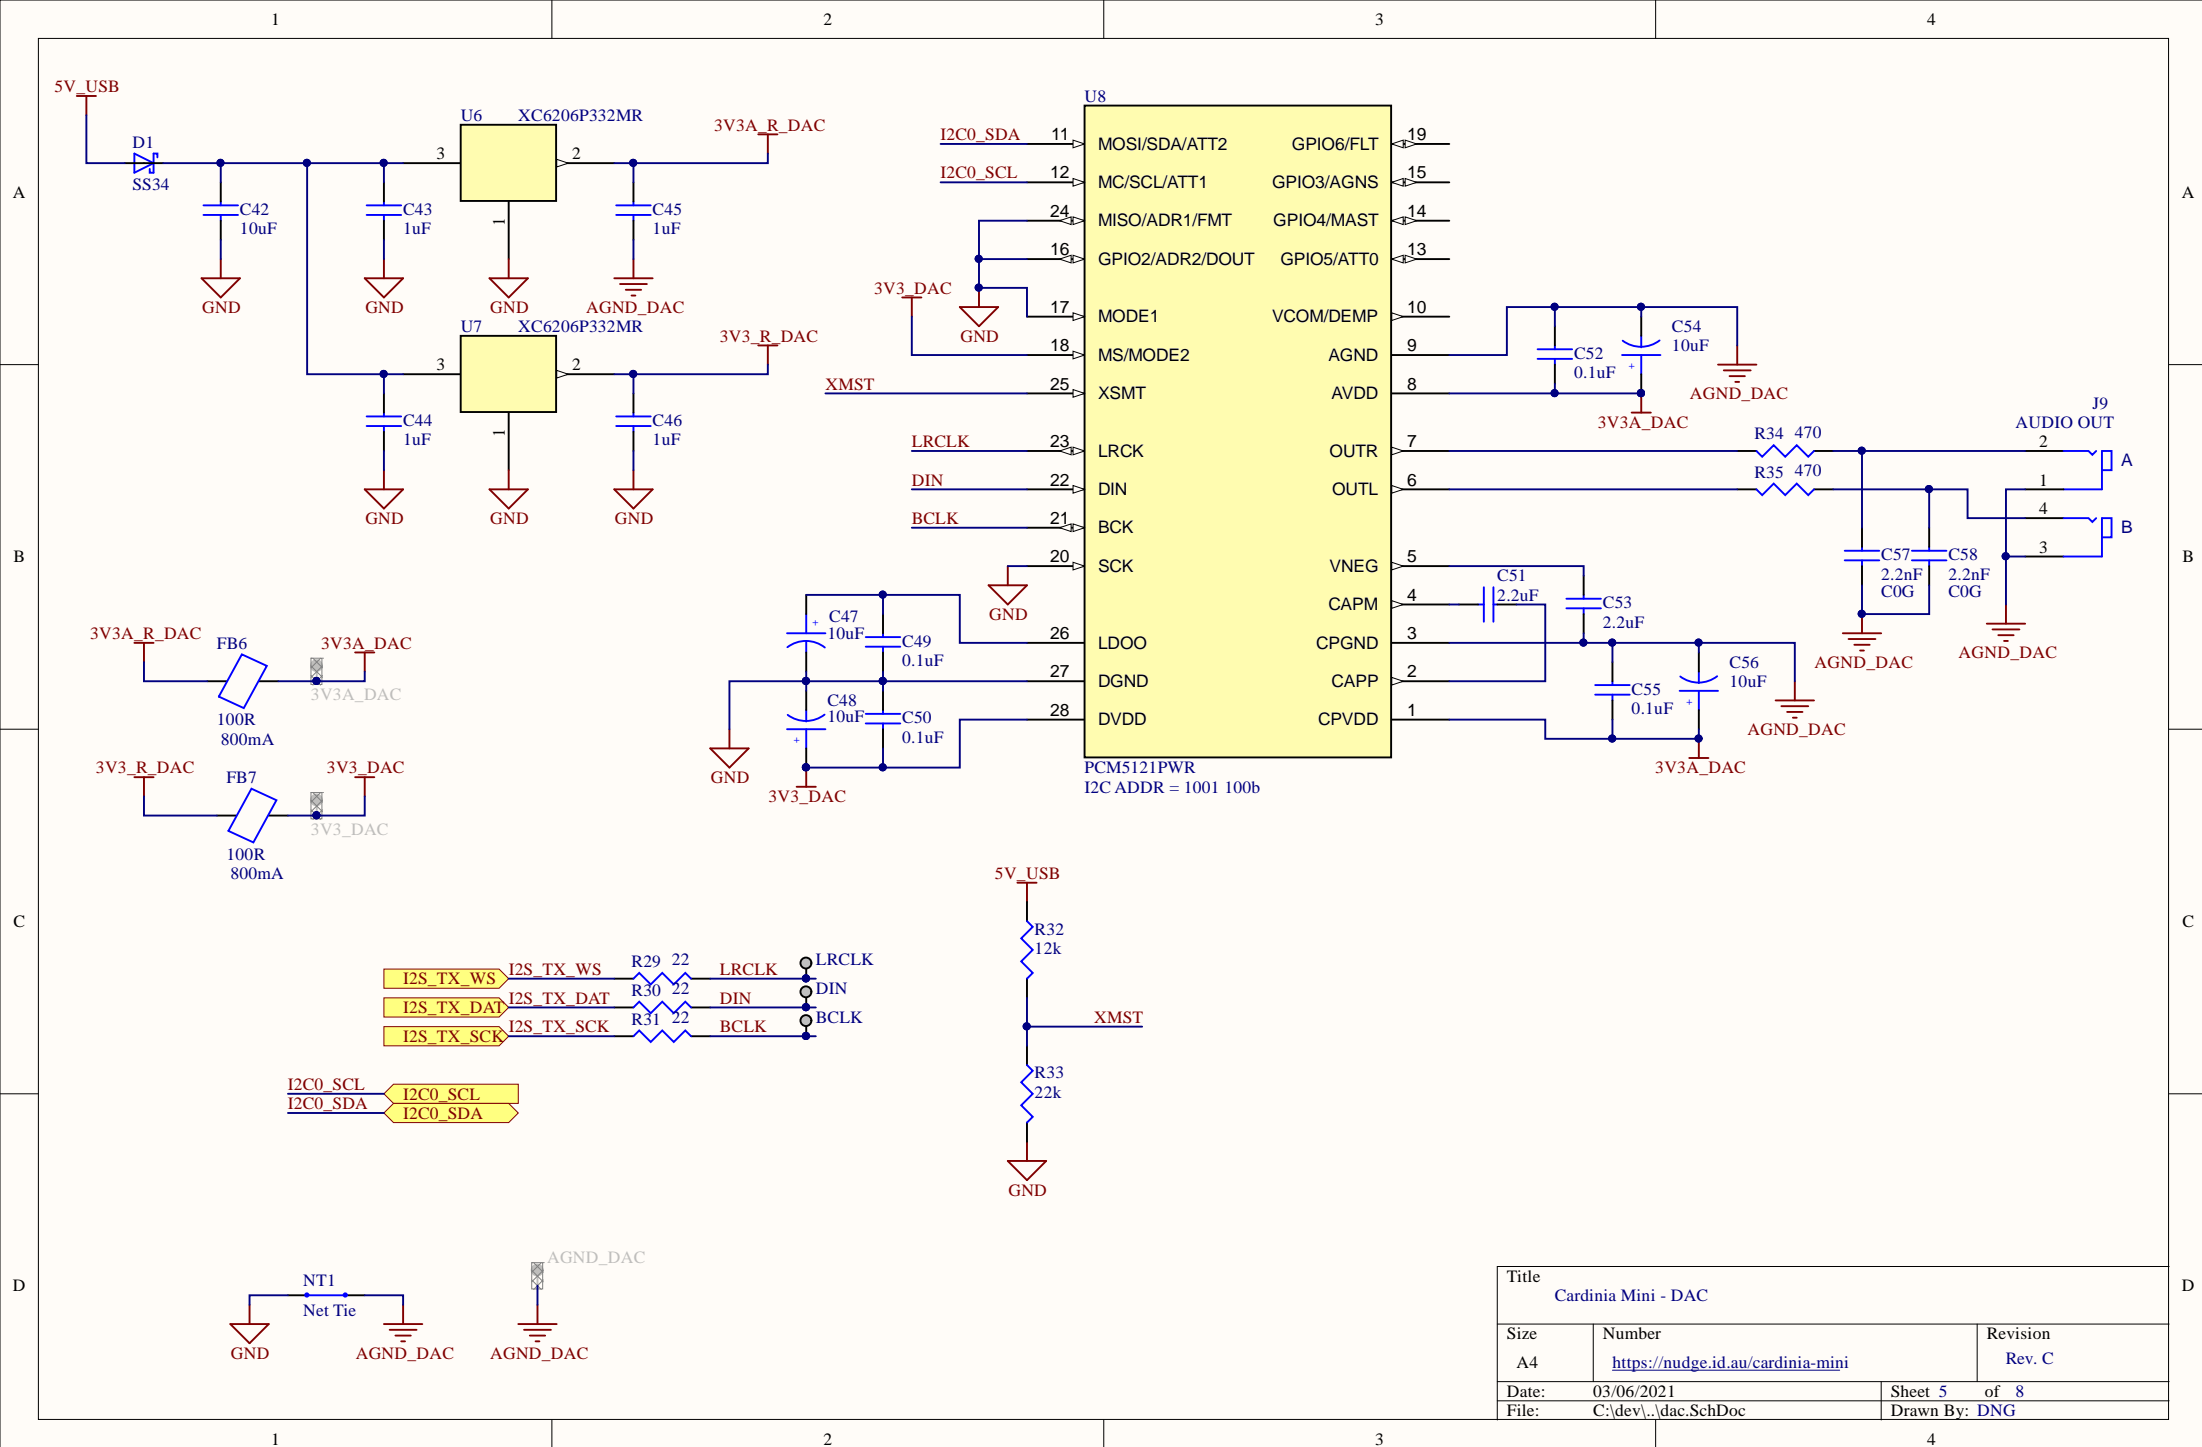 1
2
3
4
A
A
B
B
C
C
D
D
1
2
3
4
5V_USB
D1
SS34
C42
10uF
GND
C43
1uF
GND
U6
XC6206P332MR
3
2
1
GND
3V3A_R_DAC
C45
1uF
AGND_DAC
U7
XC6206P332MR
3
2
1
GND
3V3_R_DAC
C44
1uF
GND
C46
1uF
GND
3V3A_R_DAC
FB6
100R
800mA
3V3A_DAC
3V3A_DAC
3V3_R_DAC
FB7
100R
800mA
3V3_DAC
3V3_DAC
U8
I2C0_SDA
11
MOSI/SDA/ATT2
I2C0_SCL
12
MC/SCL/ATT1
24
MISO/ADR1/FMT
16
GPIO2/ADR2/DOUT
17
MODE1
GND
3V3_DAC
18
MS/MODE2
XMST
25
XSMT
LRCLK
23
LRCK
DIN
22
DIN
BCLK
21
BCK
20
SCK
GND
26
LDOO
27
DGND
28
DVDD
C47
10uF
C49
0.1uF
C48
10uF
C50
0.1uF
GND
3V3_DAC
GPIO6/FLT
19
GPIO3/AGNS
15
GPIO4/MAST
14
GPIO5/ATT0
13
VCOM/DEMP
10
AGND
9
AVDD
8
OUTR
7
OUTL
6
VNEG
5
CAPM
4
CPGND
3
CAPP
2
CPVDD
1
PCM5121PWR
I2C ADDR = 1001 100b
C52
0.1uF
C54
10uF
AGND_DAC
3V3A_DAC
R34 470
R35 470
C57
2.2nF
C0G
C58
2.2nF
C0G
AGND_DAC
J9
AUDIO OUT
2
A
1
4
B
3
AGND_DAC
C51
2.2uF
C53
2.2uF
C55
0.1uF
C56
10uF
AGND_DAC
3V3A_DAC
I2S_TX_WS
I2S_TX_WS
R29 22
LRCLK
LRCLK
I2S_TX_DAT
I2S_TX_DAT
R30 22
DIN
DIN
I2S_TX_SCK
I2S_TX_SCK
R31 22
BCLK
BCLK
I2C0_SCL
I2C0_SCL
I2C0_SDA
I2C0_SDA
5V_USB
R32
12k
XMST
R33
22k
GND
NT1
Net Tie
GND
AGND_DAC
AGND_DAC
AGND_DAC
Title
Cardinia Mini - DAC
Size
A4
Number
https://nudge.id.au/cardinia-mini
Revision
Rev. C
Date: 03/06/2021
Sheet 5 of 8
File: C:\dev\..\dac.SchDoc
Drawn By: DNG